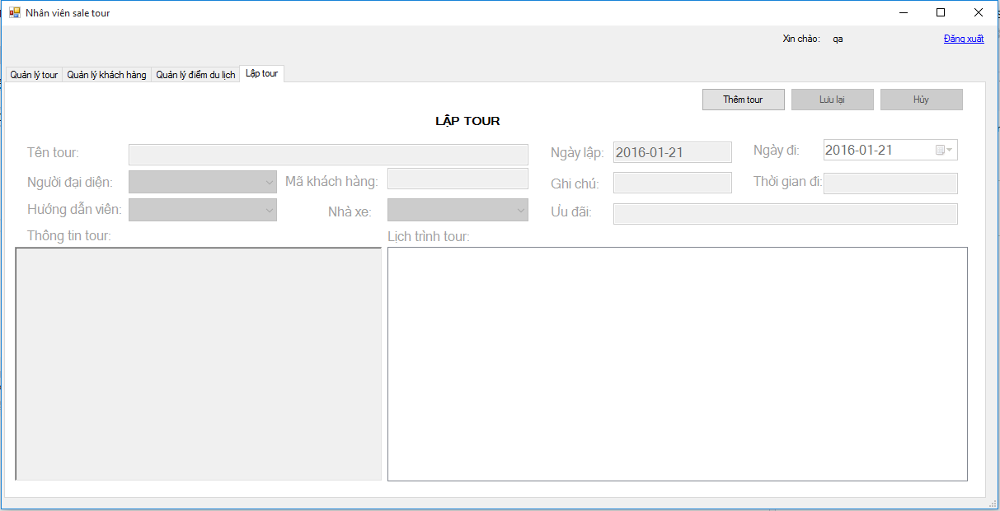 Nhân viên sale tour
Xin chào: qa Đăng xuất
Quản lý tour Quản lý khách hàng Quản lý điểm du lịch Lập tour
Thêm tour Lưu lại Hủy
LẬP TOUR
Tên tour: Ngày lập: 2016-01-21 Ngày đi: 2016-01-21
Người đại diện: Mã khách hàng: Ghi chú: Thời gian đi:
Hướng dẫn viên: Nhà xe: Ưu đãi:
Thông tin tour: Lịch trình tour: